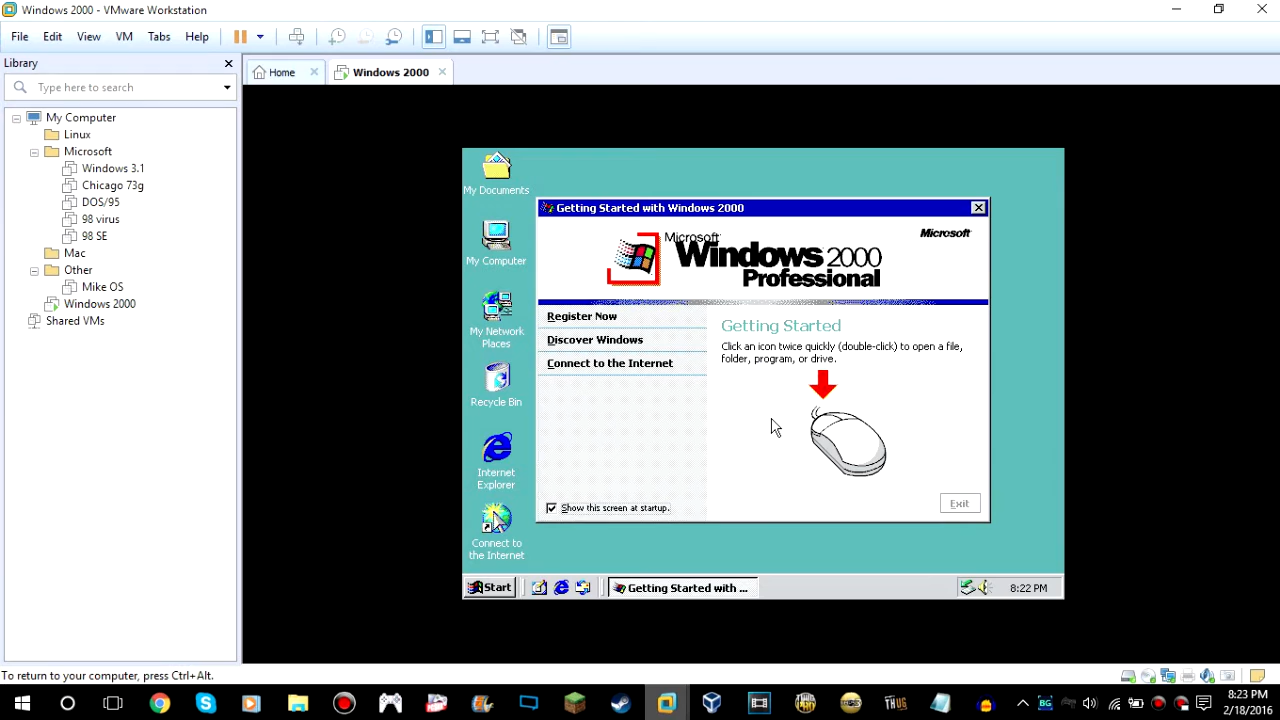 Windows 2000 - VMware Workstation
File Edit View VM Tabs Help
Library
Type here to search
Home
Windows 2000
My Computer
Linux
Microsoft
Windows 3.1
Chicago 73g
DOS/95
98 virus
98 SE
Mac
Other
Mike OS
Windows 2000
Shared VMs
My Documents
My Computer
My Network
Places
Recycle Bin
Internet
Explorer
Connect to
the Internet
Getting Started with Windows 2000
Microsoft
Windows 2000
Professional
Microsoft
Register Now
Discover Windows
Connect to the Internet
Getting Started
Click an icon twice quickly (double-click) to open a file,
folder, program, or drive.
Show this screen at startup.
Exit
Start
Getting Started with ...
8:22 PM
To return to your computer, press Ctrl+Alt.
BG
8:23 PM
2/18/2016